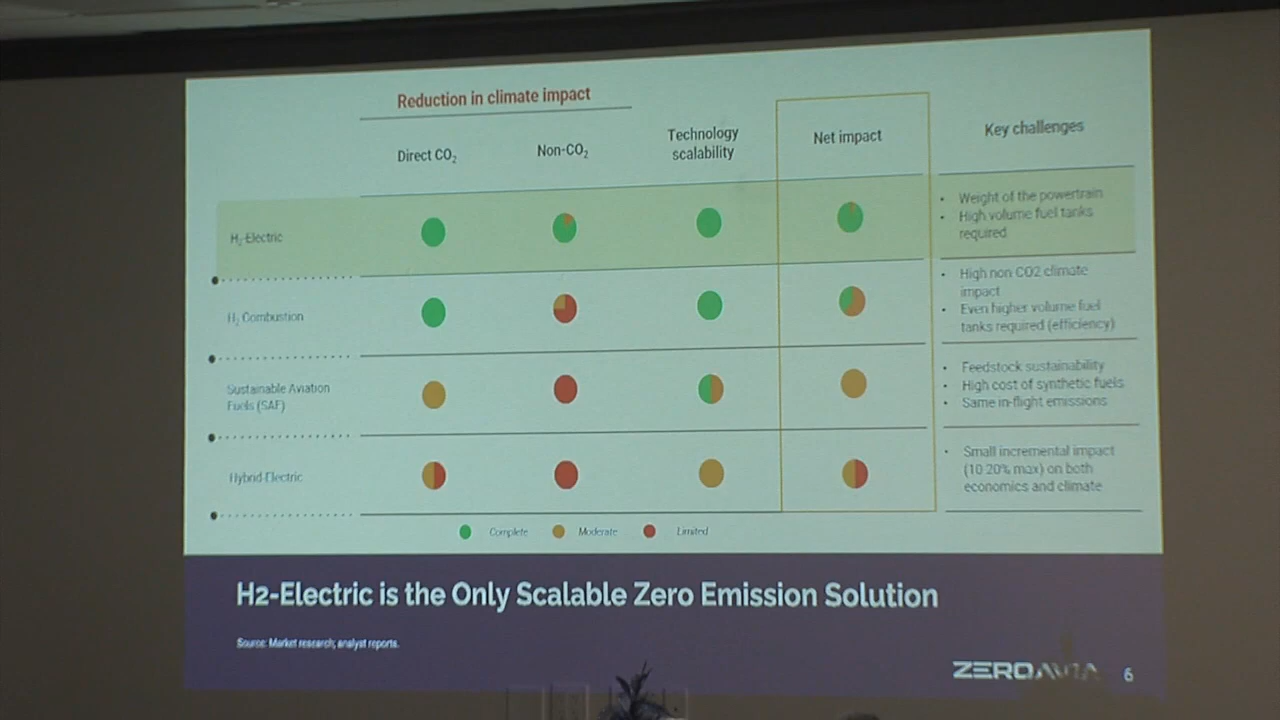 Reduction in climate impact
Direct CO₂
Non-CO₂
Technology
scalability
Net impact
Key challenges
H₂-Electric
• Weight of the powertrain
• High volume fuel tanks
required
H₂ Combustion
• High non CO2 climate
impact
• Even higher volume fuel
tanks required (efficiency)
Sustainable Aviation
Fuels (SAF)
• Feedstock sustainability
• High cost of synthetic fuels
• Same in-flight emissions
Hybrid-Electric
• Small incremental impact
(10-20% max) on both
economics and climate
Complete
Moderate
Limited
H2-Electric is the Only Scalable Zero Emission Solution
Source: Market research; analyst reports.
ZEROAVIA
6